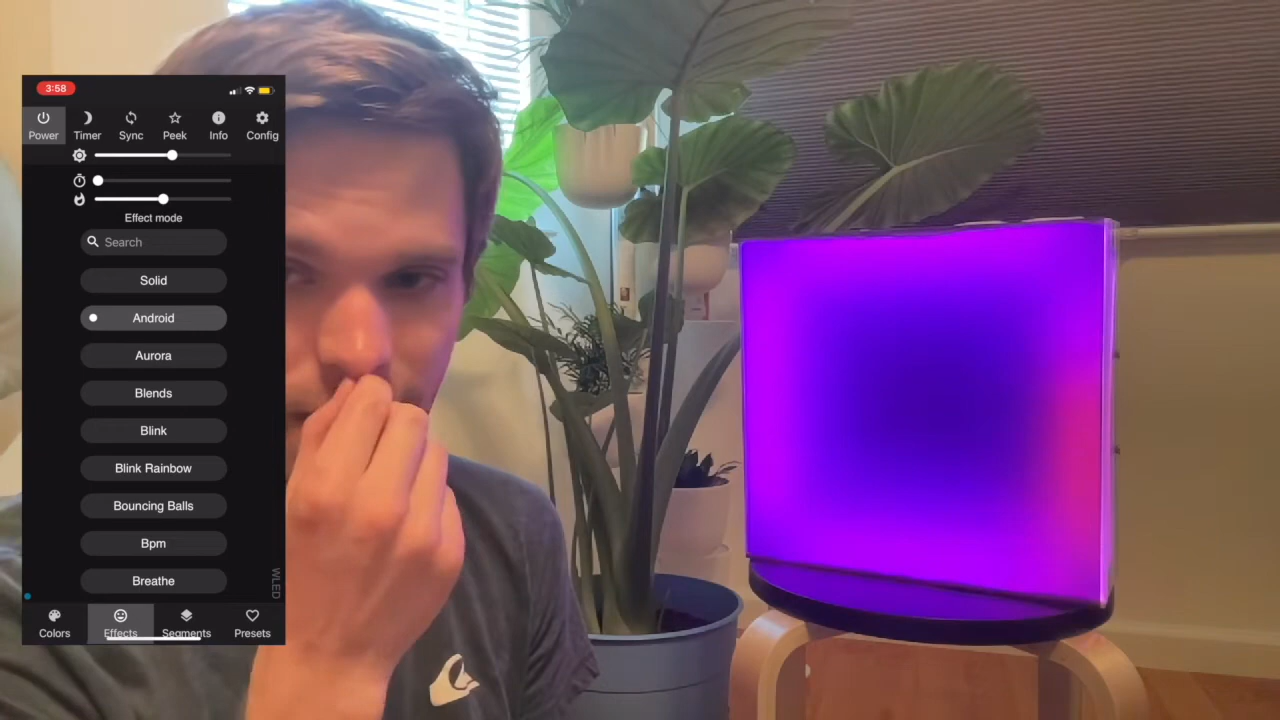 3:58
Power Timer Sync Peek Info Config
Effect mode
Search
Solid
Android
Aurora
Blends
Blink
Blink Rainbow
Bouncing Balls
Bpm
Breathe
WLED
Colors Effects Segments Presets